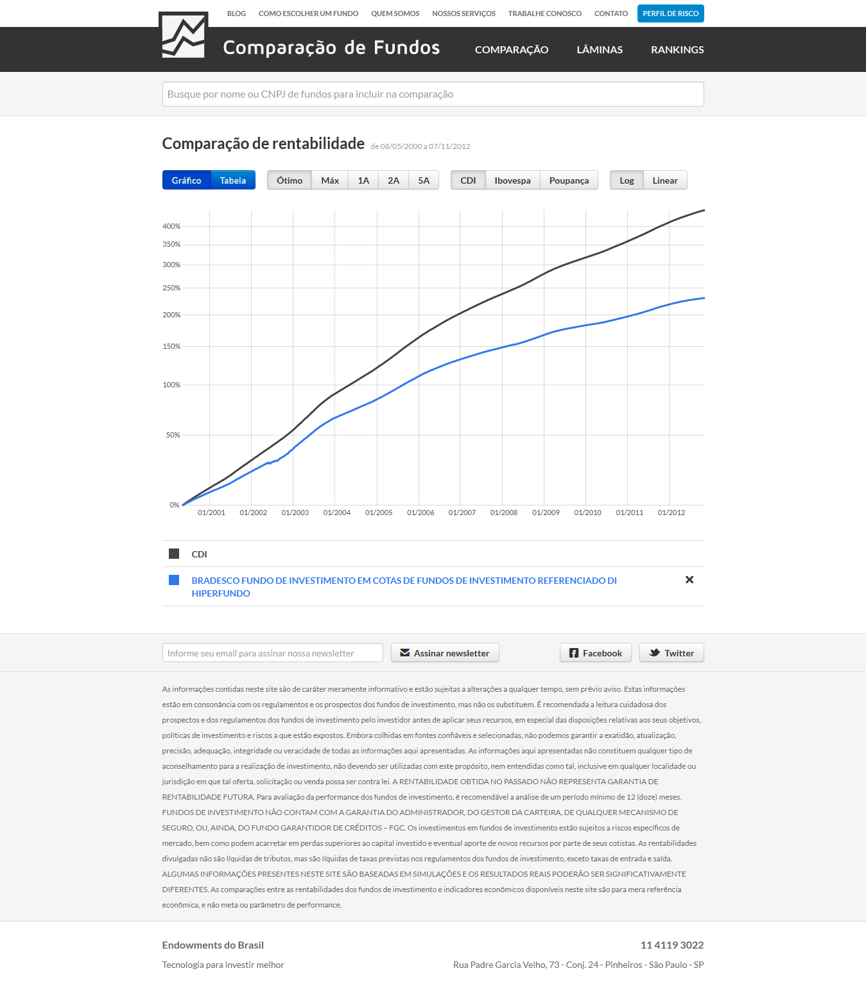 BLOG COMO ESCOLHER UM FUNDO QUEM SOMOS NOSSOS SERVIÇOS TRABALHE CONOSCO CONTATO PERFIL DE RISCO
Comparação de Fundos COMPARAÇÃO LÂMINAS RANKINGS
Busque por nome ou CNPJ de fundos para incluir na comparação
Comparação de rentabilidade de 08/05/2000 a 07/11/2012
Gráfico Tabela Ótimo Máx 1A 2A 5A CDI Ibovespa Poupança Log Linear
400%
350%
300%
250%
200%
150%
100%
50%
0%
01/2001 01/2002 01/2003 01/2004 01/2005 01/2006 01/2007 01/2008 01/2009 01/2010 01/2011 01/2012
CDI
BRADESCO FUNDO DE INVESTIMENTO EM COTAS DE FUNDOS DE INVESTIMENTO REFERENCIADO DI
HIPERFUNDO
Informe seu email para assinar nossa newsletter Assinar newsletter Facebook Twitter
As informações contidas neste site são de caráter meramente informativo e estão sujeitas a alterações a qualquer tempo, sem prévio aviso. Estas informações
estão em consonância com os regulamentos e os prospectos dos fundos de investimento, mas não os substituem. É recomendada a leitura cuidadosa dos
prospectos e dos regulamentos dos fundos de investimento pelo investidor antes de aplicar seus recursos, em especial das disposições relativas aos seus objetivos,
políticas de investimento e riscos a que estão expostos. Embora colhidas em fontes confiáveis e selecionadas, não podemos garantir a exatidão, atualização,
precisão, adequação, integridade ou veracidade de todas as informações aqui apresentadas. As informações aqui apresentadas não constituem qualquer tipo de
aconselhamento para a realização de investimento, não devendo ser utilizadas com este propósito, nem entendidas como tal, inclusive em qualquer localidade ou
jurisdição em que tal oferta, solicitação ou venda possa ser contra lei. A RENTABILIDADE OBTIDA NO PASSADO NÃO REPRESENTA GARANTIA DE
RENTABILIDADE FUTURA. Para avaliação da performance dos fundos de investimento, é recomendável a análise de um período mínimo de 12 (doze) meses.
FUNDOS DE INVESTIMENTO NÃO CONTAM COM A GARANTIA DO ADMINISTRADOR, DO GESTOR DA CARTEIRA, DE QUALQUER MECANISMO DE
SEGURO, OU, AINDA, DO FUNDO GARANTIDOR DE CRÉDITOS – FGC. Os investimentos em fundos de investimento estão sujeitos a riscos específicos de
mercado, bem como podem acarretar em perdas superiores ao capital investido e eventual aporte de novos recursos por parte de seus cotistas. As rentabilidades
divulgadas não são líquidas de tributos, mas são líquidas de taxas previstas nos regulamentos dos fundos de investimento, exceto taxas de entrada e saída.
ALGUMAS INFORMAÇÕES PRESENTES NESTE SITE SÃO BASEADAS EM SIMULAÇÕES E OS RESULTADOS REAIS PODERÃO SER SIGNIFICATIVAMENTE
DIFERENTES. As comparações entre as rentabilidades dos fundos de investimento e indicadores econômicos disponíveis neste site são para mera referência
econômica, e não meta ou parâmetro de performance.
Endowments do Brasil 11 4119 3022
Tecnologia para investir melhor Rua Padre Garcia Velho, 73 - Conj. 24 - Pinheiros - São Paulo - SP